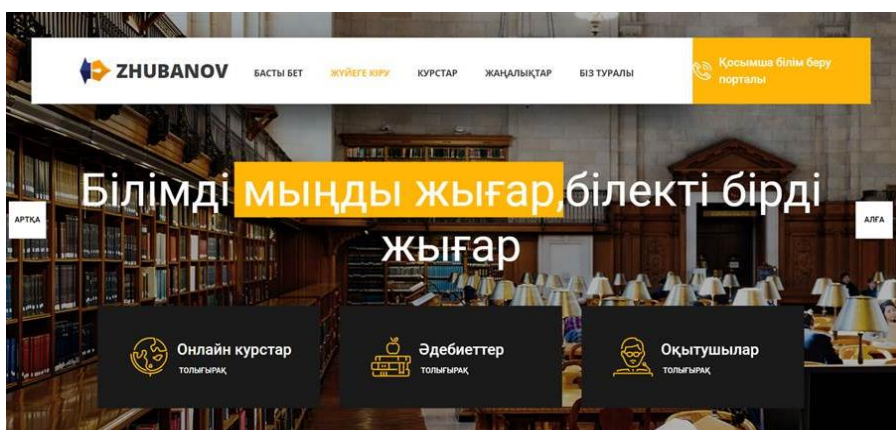 ZHUBANOV
БАСТЫ БЕТ
ЖҮЙЕГЕ КІРУ
КУРСТАР
ЖАҢАЛЫҚТАР
БІЗ ТУРАЛЫ
Қосымша білім беру
порталы
Білімді мыңды жығар,білекті бірді
жығар
АРТҚА
АЛҒА
Онлайн курстар
ТОЛЫҒЫРАҚ
Әдебиеттер
ТОЛЫҒЫРАҚ
Оқытушылар
ТОЛЫҒЫРАҚ